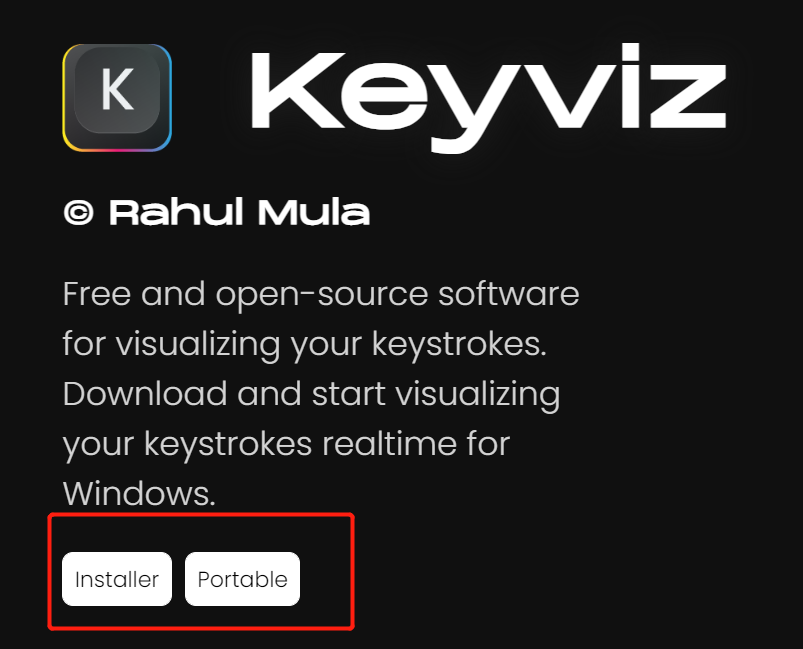 K
Keyviz
© Rahul Mula
Free and open-source software
for visualizing your keystrokes.
Download and start visualizing
your keystrokes realtime for
Windows.
Installer Portable